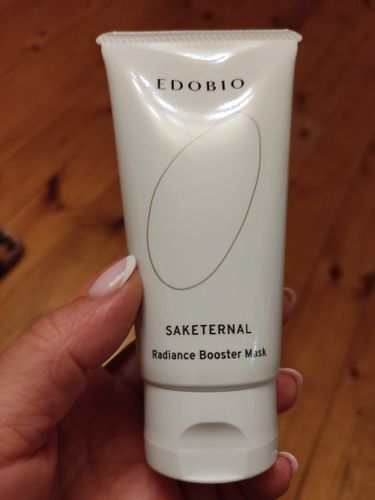 EDOBIO
SAKETERNAL
Radiance Booster Mask